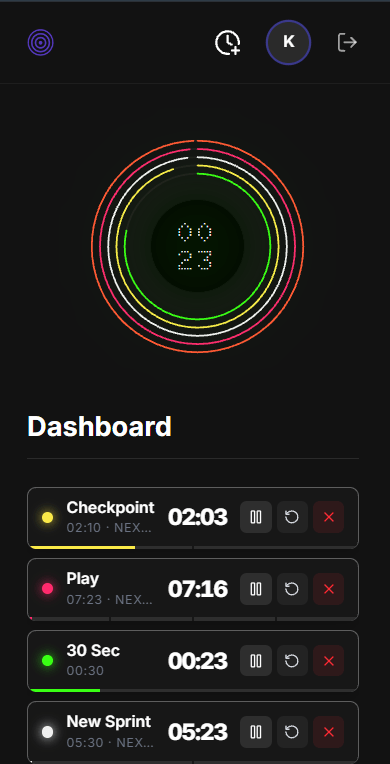 K
00
23
Dashboard
Checkpoint
02:10 · NEX...
02:03
Play
07:23 · NEX...
07:16
30 Sec
00:30
00:23
New Sprint
05:30 · NEX...
05:23